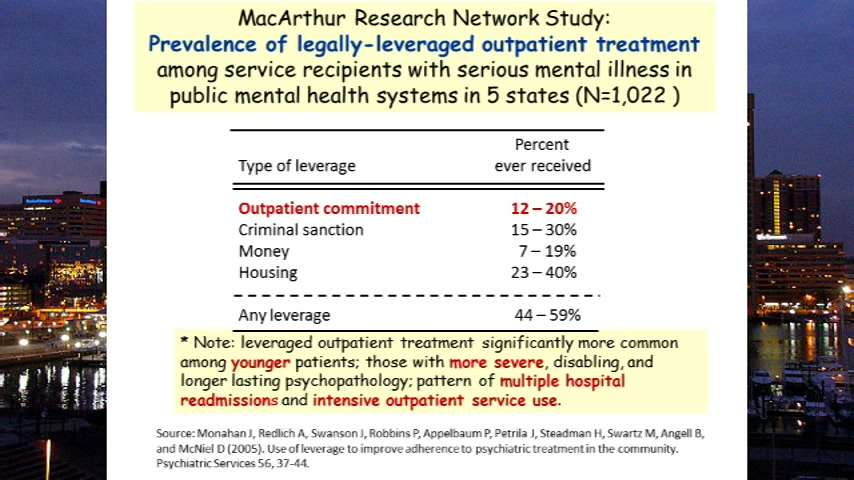 MacArthur Research Network Study:
Prevalence of legally-leveraged outpatient treatment
among service recipients with serious mental illness in
public mental health systems in 5 states (N=1,022 )
Percent
Type of leverage ever received
Outpatient commitment 12 – 20%
Criminal sanction 15 – 30%
Money 7 – 19%
Housing 23 – 40%
Any leverage 44 – 59%
* Note: leveraged outpatient treatment significantly more common
among younger patients; those with more severe, disabling, and
longer lasting psychopathology; pattern of multiple hospital
readmissions and intensive outpatient service use.
Source: Monahan J, Redlich A, Swanson J, Robbins P, Appelbaum P, Petrila J, Steadman H, Swartz M, Angell B,
and McNiel D (2005). Use of leverage to improve adherence to psychiatric treatment in the community.
Psychiatric Services 56, 37-44.